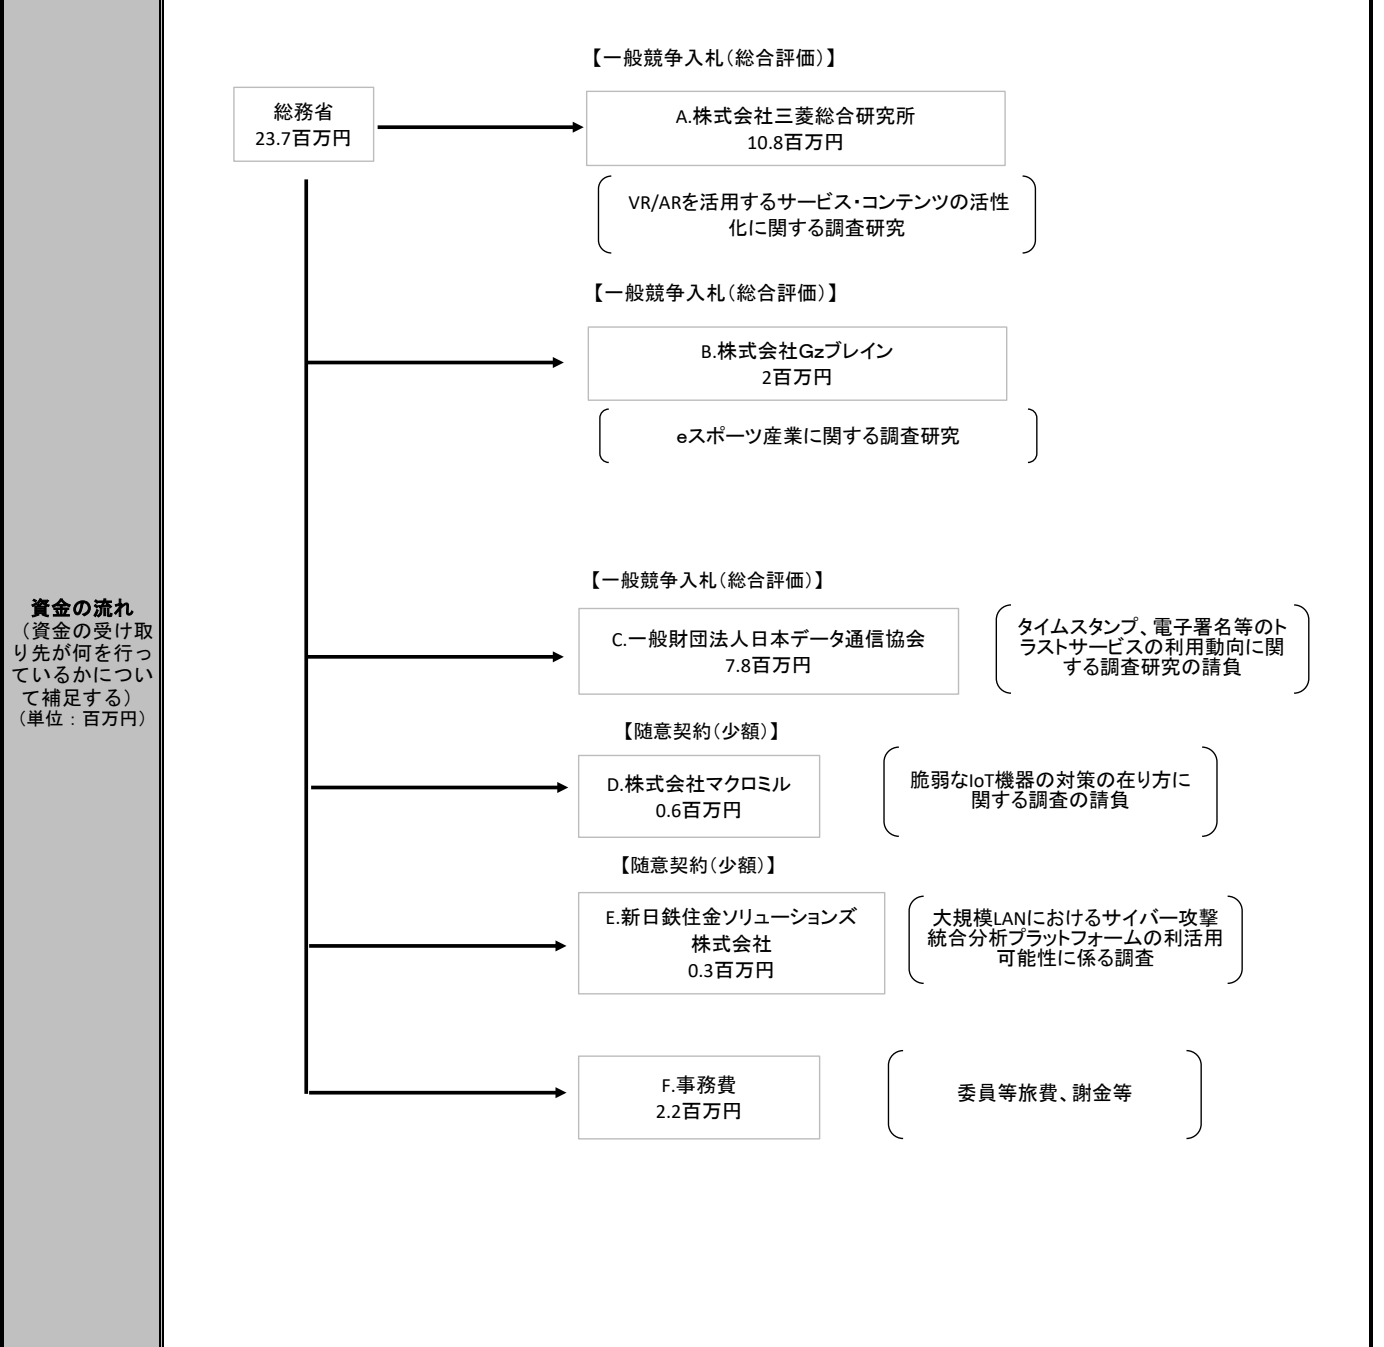 資金の流れ
（資金の受け取
り先が何を行っ
ているかについ
て補足する）
（単位：百万円）
総務省
23.7百万円
【一般競争入札（総合評価）】
A.株式会社三菱総合研究所
10.8百万円
VR/ARを活用するサービス・コンテンツの活性
化に関する調査研究
【一般競争入札（総合評価）】
B.株式会社Gzブレイン
2百万円
eスポーツ産業に関する調査研究
【一般競争入札（総合評価）】
C.一般財団法人日本データ通信協会
7.8百万円
タイムスタンプ、電子署名等のト
ラストサービスの利用動向に関
する調査研究の請負
【随意契約（少額）】
D.株式会社マクロミル
0.6百万円
脆弱なIoT機器の対策の在り方に
関する調査の請負
【随意契約（少額）】
E.新日鉄住金ソリューションズ
株式会社
0.3百万円
大規模LANにおけるサイバー攻撃
統合分析プラットフォームの利活用
可能性に係る調査
F.事務費
2.2百万円
委員等旅費、謝金等